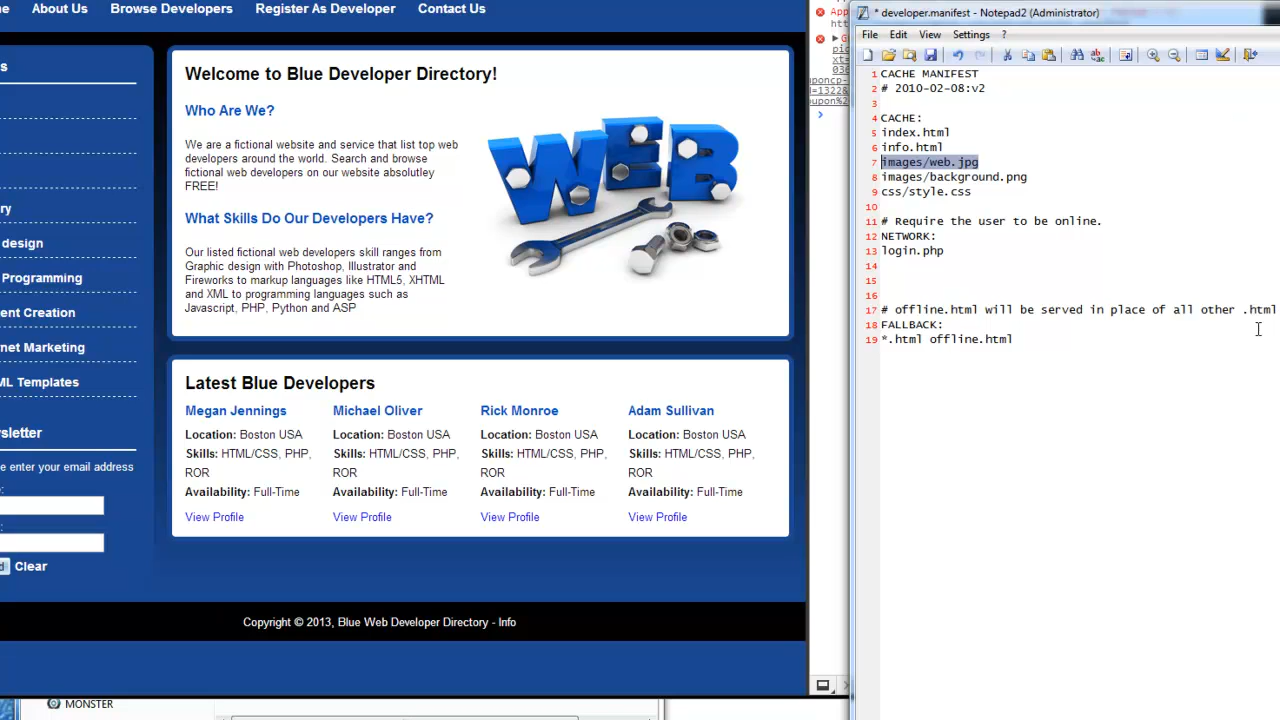 About Us
Browse Developers
Register As Developer
Contact Us
design
Programming
Welcome to Blue Developer Directory!
Who Are We?
We are a fictional website and service that list top web
developers around the world. Search and browse
fictional web developers on our website absolutley
FREE!
What Skills Do Our Developers Have?
Our listed fictional web developers skill ranges from
Graphic design with Photoshop, Illustrator and
Fireworks to markup languages like HTML5, XHTML
and XML to programming languages such as
Javascript, PHP, Python and ASP
WEB
ent Creation
net Marketing
ML Templates
sletter
e enter your email address
Clear
Latest Blue Developers
Megan Jennings
Location: Boston USA
Skills: HTML/CSS, PHP,
ROR
Availability: Full-Time
View Profile
Michael Oliver
Location: Boston USA
Skills: HTML/CSS, PHP,
ROR
Availability: Full-Time
View Profile
Rick Monroe
Location: Boston USA
Skills: HTML/CSS, PHP,
ROR
Availability: Full-Time
View Profile
Adam Sullivan
Location: Boston USA
Skills: HTML/CSS, PHP,
ROR
Availability: Full-Time
View Profile
Copyright © 2013, Blue Web Developer Directory - Info
MONSTER
* developer.manifest - Notepad2 (Administrator)
File Edit View Settings ?
1 CACHE MANIFEST
2 # 2010-02-08:v2
3
4 CACHE:
5 index.html
6 info.html
7 images/web.jpg
8 images/background.png
9 css/style.css
10
11 # Require the user to be online.
12 NETWORK:
13 login.php
14
15
16
17 # offline.html will be served in place of all other .html
18 FALLBACK:
19 *.html offline.html